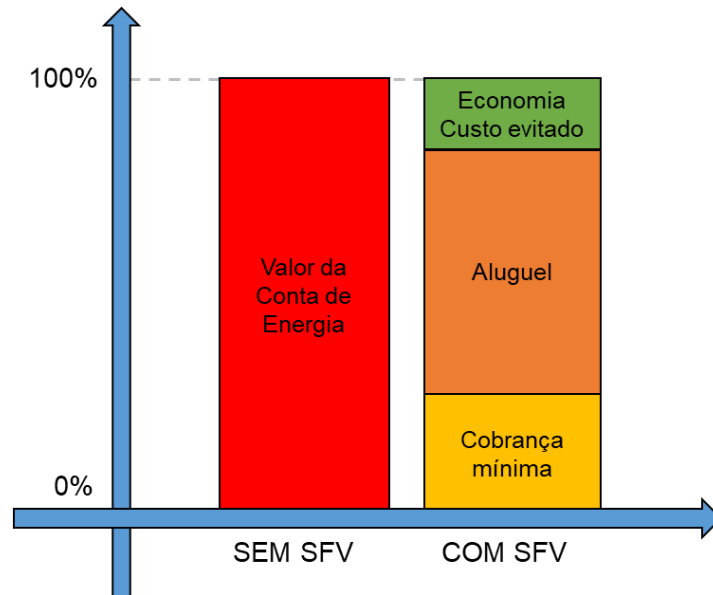 100%
Economia
Custo evitado
Valor da
Conta de
Energia
Aluguel
Cobrança
mínima
0%
SEM SFV
COM SFV